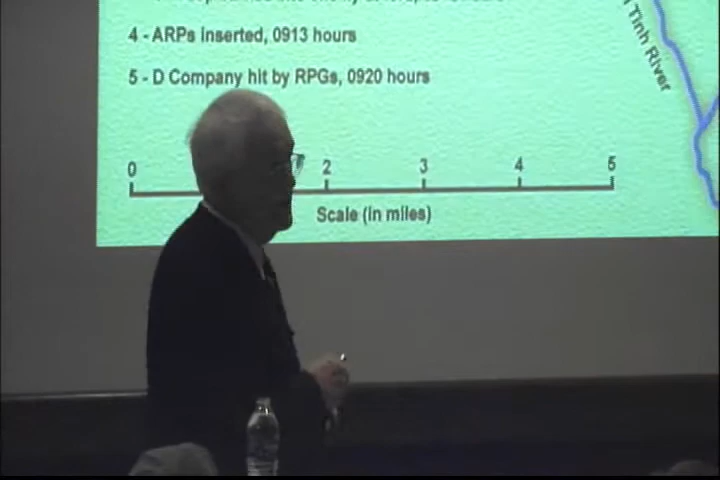 4 - ARPs inserted, 0913 hours
5 - D Company hit by RPGs, 0920 hours
Tinh River
0 2 3 4 5
Scale (in miles)